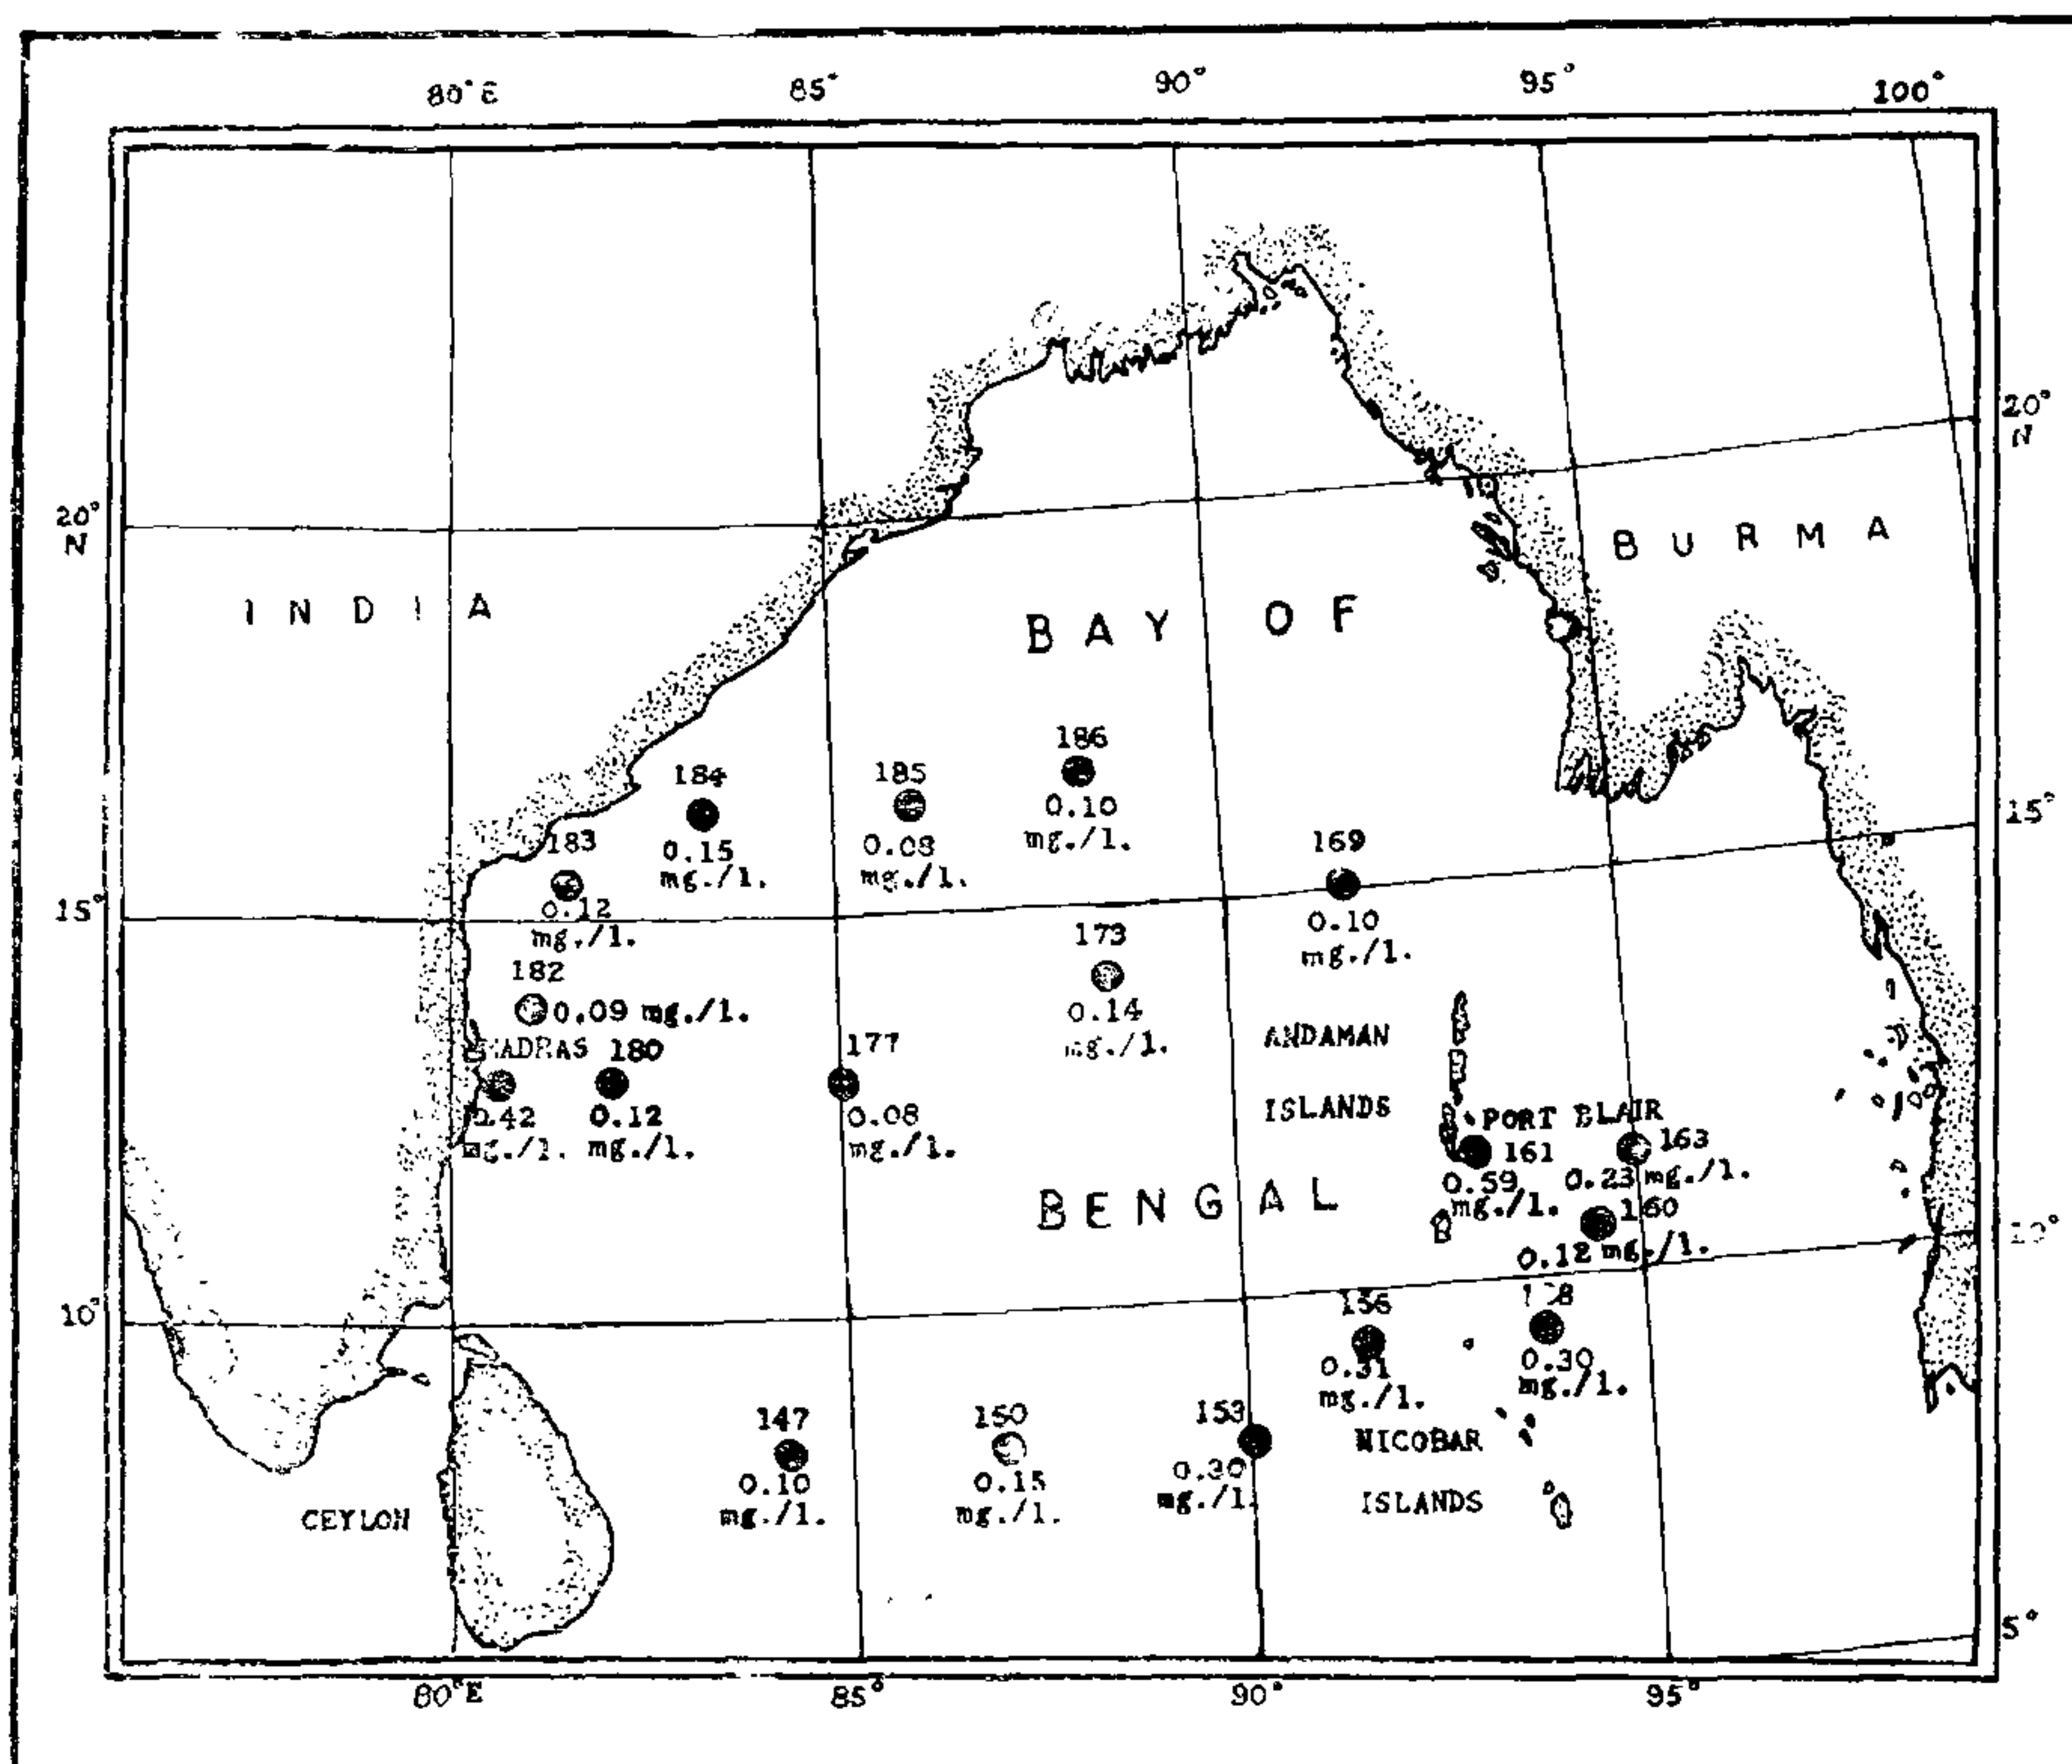 80°E 85° 90° 95° 100°
20°
N
20°
N
INDIA
BURMA
BAY OF
186
0.10
mg./l.
184
0.15
mg./l.
185
0.08
mg./l.
15°
183
0.12
mg./l.
169
0.10
mg./l.
15°
173
0.14
mg./l.
182
0.09 mg./l.
ANDAMAN
ISLANDS
MADRAS
0.42
mg./l.
180
0.12
mg./l.
177
0.08
mg./l.
PORT BLAIR
161
0.59
mg./l.
163
0.23 mg./l.
160
0.12 mg./l.
BENGAL
10°
10°
156
0.31
mg./l.
0.30
mg./l.
147
0.10
mg./l.
150
0.15
mg./l.
153
0.30
mg./l.
NICOBAR
ISLANDS
CEYLON
5°
80°E 85° 90° 95°